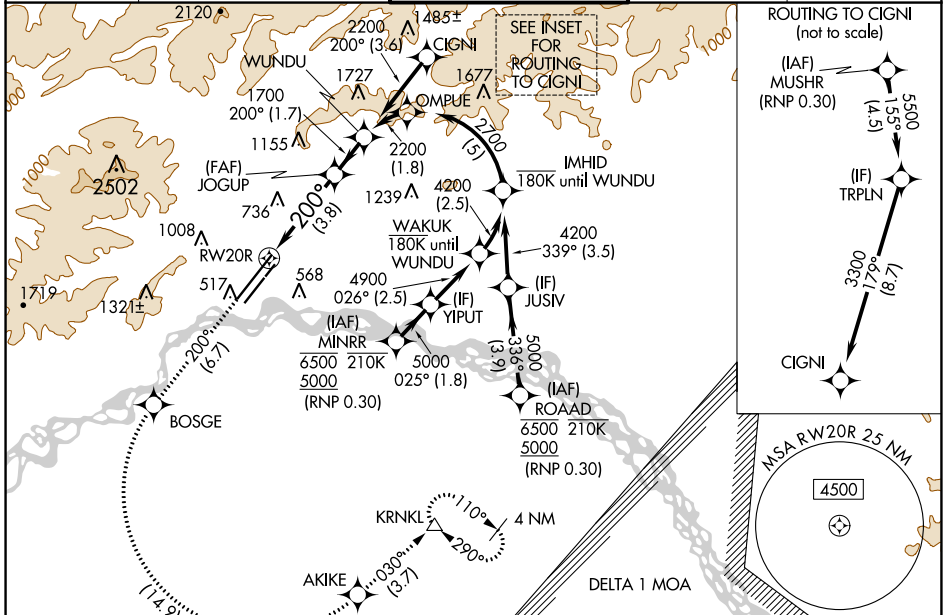 2120
1485±
2200
200° (3.6)
CIGNI
SEE INSET
FOR
ROUTING
TO CIGNI
1000
WUNDU
1727
1677
OMPUE
1700
200° (1.7)
1155
2200
(1.8)
2700
(5)
1000
2502
(FAF)
JOGUP
200°
(3.8)
736
1239
4200
(2.5)
IMHID
180K until WUNDU
1008
RW20R
WAKUK
180K until
WUNDU
4200
339° (3.5)
1719
1321±
517
568
4900
026° (2.5)
(IF)
YIPUT
(IF)
JUSIV
(IAF)
MINRR
6500 210K
5000
(RNP 0.30)
5000
025° (1.8)
5000
336°
(3.9)
200°
(6.7)
BOSGE
(IAF)
ROAAD
6500 210K
5000
(RNP 0.30)
KRNKL
110°
290°
4 NM
030°
(3.7)
AKIKE
(14.9)
DELTA 1 MOA
ROUTING TO CIGNI
(not to scale)
(IAF)
MUSHR
(RNP 0.30)
5500
155°
(4.5)
(IF)
TRPLN
3300
179°
(8.7)
CIGNI
MSA RW20R 25 NM
4500